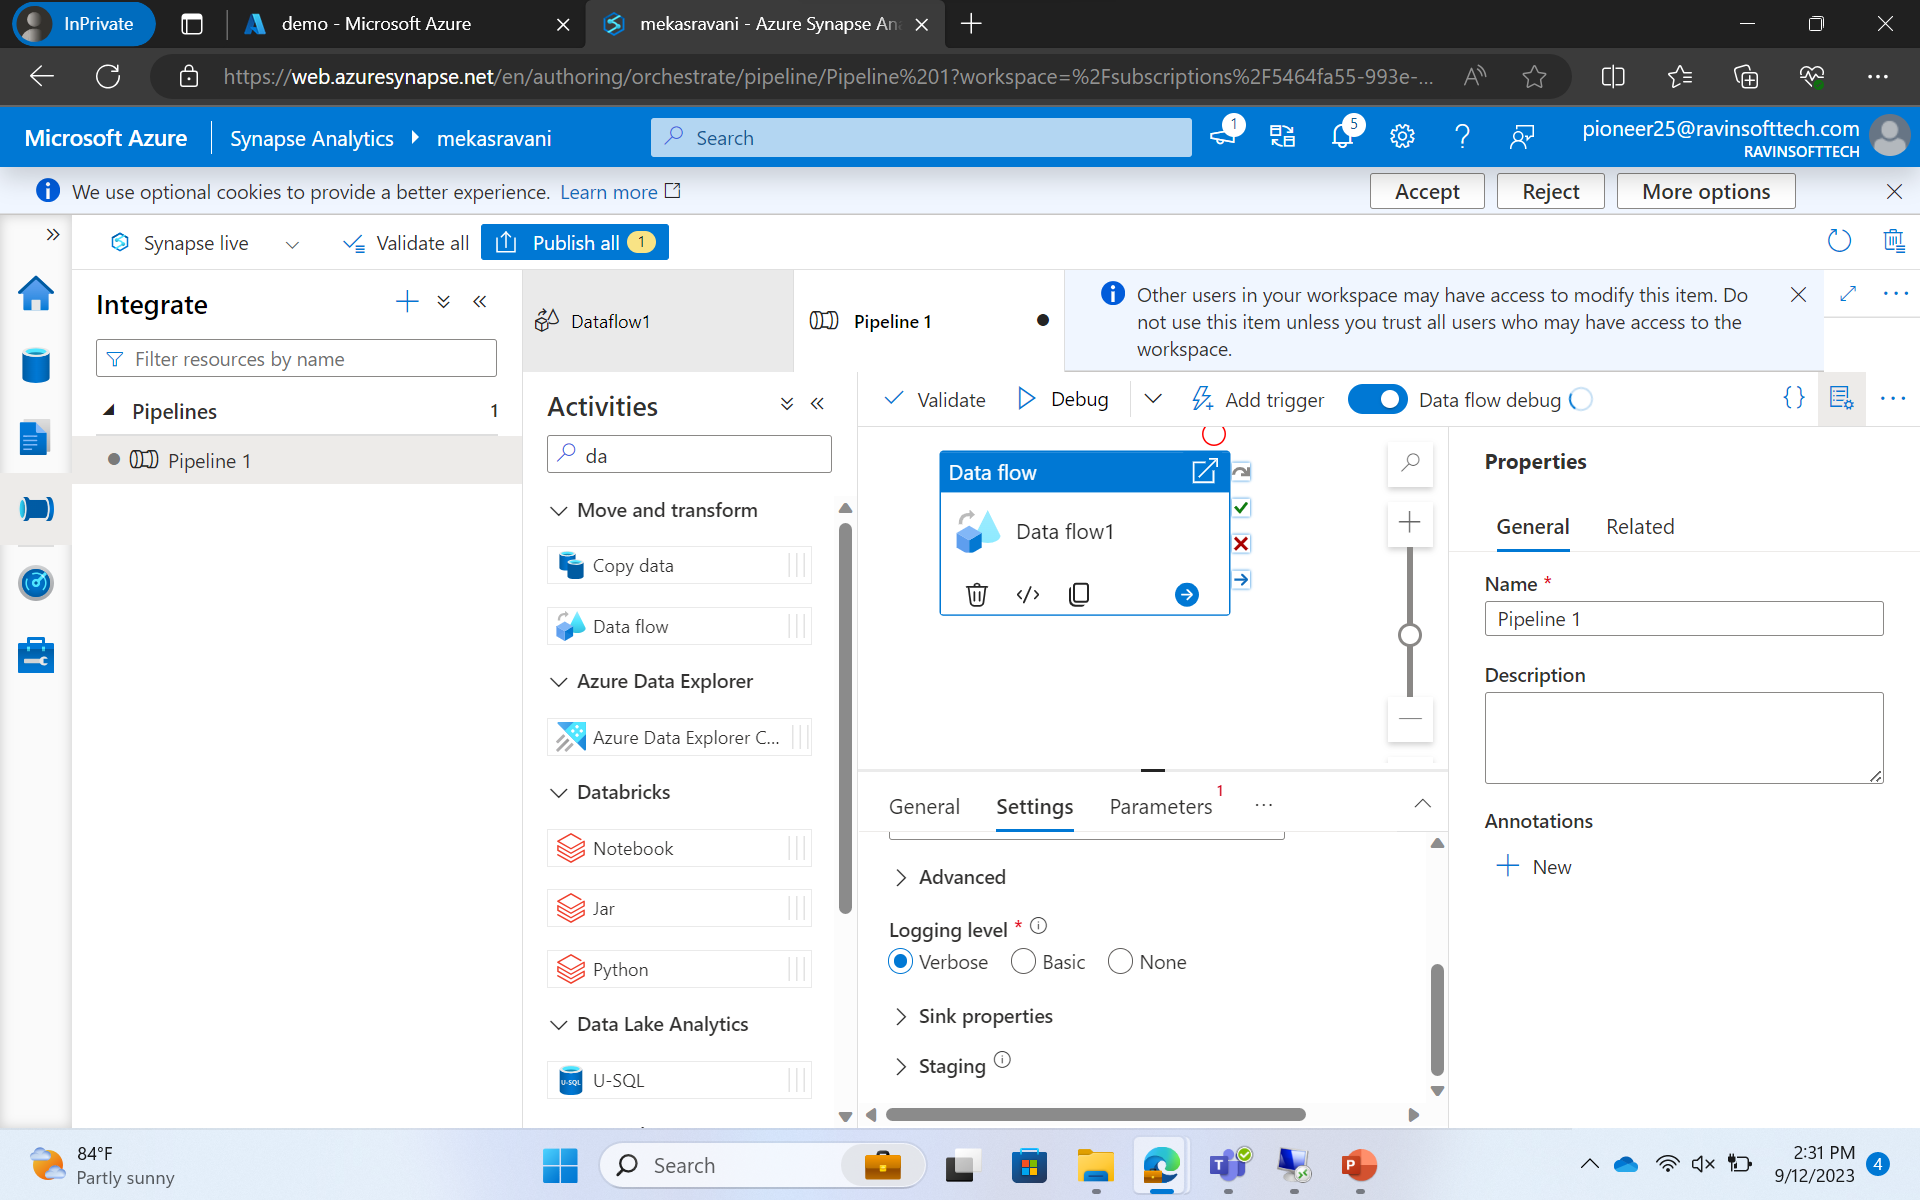 InPrivate
demo - Microsoft Azure
mekasravani - Azure Synapse An
https://web.azuresynapse.net/en/authoring/orchestrate/pipeline/Pipeline%201?workspace=%2Fsubscriptions%2F5464fa55-993e-...
Microsoft Azure
Synapse Analytics
mekasravani
Search
1
5
pioneer25@ravinsofttech.com
RAVINSOFTTECH
We use optional cookies to provide a better experience. Learn more
Accept
Reject
More options
Synapse live
Validate all
Publish all 1
Integrate
Filter resources by name
Pipelines
1
Pipeline 1
Dataflow1
Pipeline 1
Other users in your workspace may have access to modify this item. Do
not use this item unless you trust all users who may have access to the
workspace.
Activities
da
Move and transform
Copy data
Data flow
Azure Data Explorer
Azure Data Explorer C...
Databricks
Notebook
Jar
Python
Data Lake Analytics
U-SQL
U-SQL
Validate
Debug
Add trigger
Data flow debug
Data flow
Data flow1
General
Settings
Parameters 1
Advanced
Logging level *
Verbose
Basic
None
Sink properties
Staging
Properties
General
Related
Name *
Pipeline 1
Description
Annotations
New
84°F
Partly sunny
Search
2:31 PM
9/12/2023
4